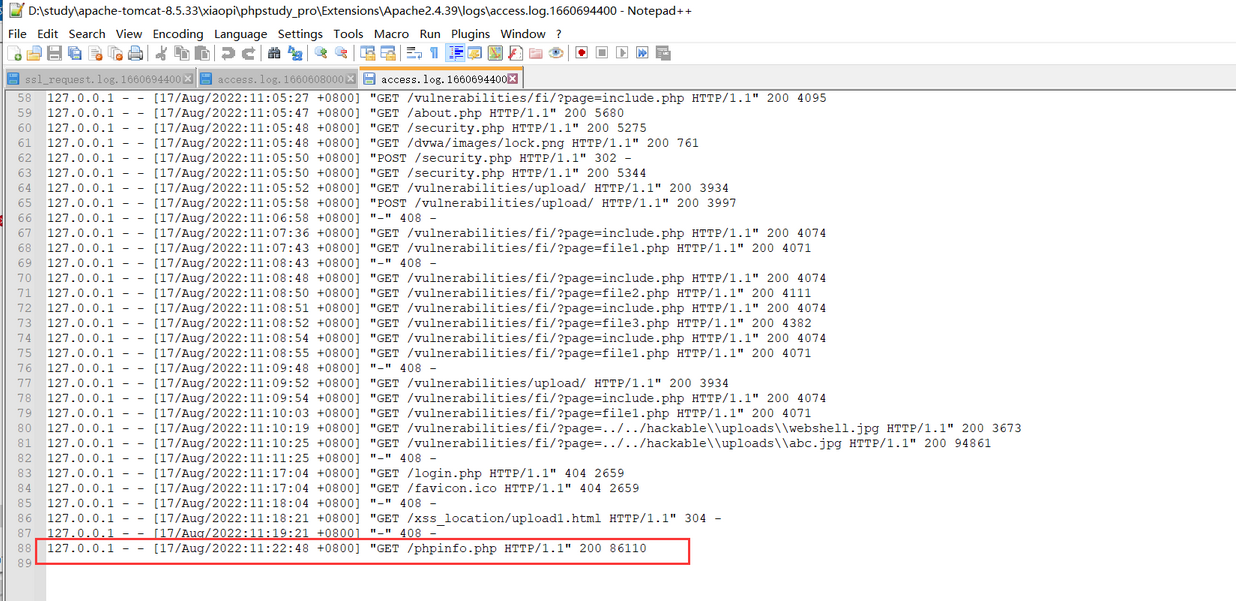 D:\study\apache-tomcat-8.5.33\xiaopi\phpstudy_pro\Extensions\Apache2.4.39\logs\access.log.1660694400 - Notepad++
File Edit Search View Encoding Language Settings Tools Macro Run Plugins Window ?
ssl_request.log.1660694400 access.log.1660608000 access.log.1660694400
58 127.0.0.1 - - [17/Aug/2022:11:05:27 +0800] "GET /vulnerabilities/fi/?page=include.php HTTP/1.1" 200 4095
59 127.0.0.1 - - [17/Aug/2022:11:05:47 +0800] "GET /about.php HTTP/1.1" 200 5680
60 127.0.0.1 - - [17/Aug/2022:11:05:48 +0800] "GET /security.php HTTP/1.1" 200 5275
61 127.0.0.1 - - [17/Aug/2022:11:05:48 +0800] "GET /dvwa/images/lock.png HTTP/1.1" 200 761
62 127.0.0.1 - - [17/Aug/2022:11:05:50 +0800] "POST /security.php HTTP/1.1" 302 -
63 127.0.0.1 - - [17/Aug/2022:11:05:50 +0800] "GET /security.php HTTP/1.1" 200 5344
64 127.0.0.1 - - [17/Aug/2022:11:05:52 +0800] "GET /vulnerabilities/upload/ HTTP/1.1" 200 3934
65 127.0.0.1 - - [17/Aug/2022:11:05:58 +0800] "POST /vulnerabilities/upload/ HTTP/1.1" 200 3997
66 127.0.0.1 - - [17/Aug/2022:11:06:58 +0800] "-" 408 -
67 127.0.0.1 - - [17/Aug/2022:11:07:36 +0800] "GET /vulnerabilities/fi/?page=include.php HTTP/1.1" 200 4074
68 127.0.0.1 - - [17/Aug/2022:11:07:43 +0800] "GET /vulnerabilities/fi/?page=file1.php HTTP/1.1" 200 4071
69 127.0.0.1 - - [17/Aug/2022:11:08:43 +0800] "-" 408 -
70 127.0.0.1 - - [17/Aug/2022:11:08:48 +0800] "GET /vulnerabilities/fi/?page=include.php HTTP/1.1" 200 4074
71 127.0.0.1 - - [17/Aug/2022:11:08:50 +0800] "GET /vulnerabilities/fi/?page=file2.php HTTP/1.1" 200 4111
72 127.0.0.1 - - [17/Aug/2022:11:08:51 +0800] "GET /vulnerabilities/fi/?page=include.php HTTP/1.1" 200 4074
73 127.0.0.1 - - [17/Aug/2022:11:08:52 +0800] "GET /vulnerabilities/fi/?page=file3.php HTTP/1.1" 200 4382
74 127.0.0.1 - - [17/Aug/2022:11:08:54 +0800] "GET /vulnerabilities/fi/?page=include.php HTTP/1.1" 200 4074
75 127.0.0.1 - - [17/Aug/2022:11:08:55 +0800] "GET /vulnerabilities/fi/?page=file1.php HTTP/1.1" 200 4071
76 127.0.0.1 - - [17/Aug/2022:11:09:48 +0800] "-" 408 -
77 127.0.0.1 - - [17/Aug/2022:11:09:52 +0800] "GET /vulnerabilities/upload/ HTTP/1.1" 200 3934
78 127.0.0.1 - - [17/Aug/2022:11:09:54 +0800] "GET /vulnerabilities/fi/?page=include.php HTTP/1.1" 200 4074
79 127.0.0.1 - - [17/Aug/2022:11:10:03 +0800] "GET /vulnerabilities/fi/?page=file1.php HTTP/1.1" 200 4071
80 127.0.0.1 - - [17/Aug/2022:11:10:19 +0800] "GET /vulnerabilities/fi/?page=../../hackable\\uploads\\webshell.jpg HTTP/1.1" 200 3673
81 127.0.0.1 - - [17/Aug/2022:11:10:25 +0800] "GET /vulnerabilities/fi/?page=../../hackable\\uploads\\abc.jpg HTTP/1.1" 200 94861
82 127.0.0.1 - - [17/Aug/2022:11:11:25 +0800] "-" 408 -
83 127.0.0.1 - - [17/Aug/2022:11:17:04 +0800] "GET /login.php HTTP/1.1" 404 2659
84 127.0.0.1 - - [17/Aug/2022:11:17:04 +0800] "GET /favicon.ico HTTP/1.1" 404 2659
85 127.0.0.1 - - [17/Aug/2022:11:18:04 +0800] "-" 408 -
86 127.0.0.1 - - [17/Aug/2022:11:18:21 +0800] "GET /xss_location/upload1.html HTTP/1.1" 304 -
87 127.0.0.1 - - [17/Aug/2022:11:19:21 +0800] "-" 408 -
88 127.0.0.1 - - [17/Aug/2022:11:22:48 +0800] "GET /phpinfo.php HTTP/1.1" 200 86110
89